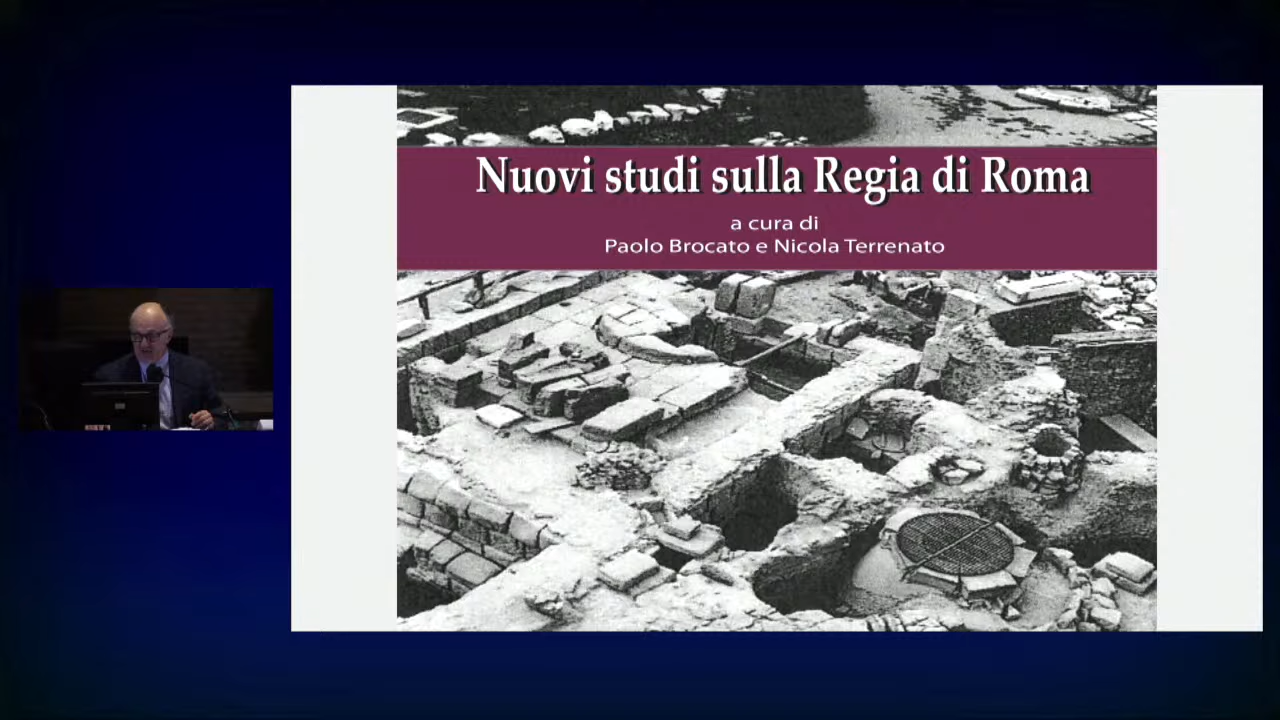 Nuovi studi sulla Regia di Roma
a cura di
Paolo Brocato e Nicola Terrenato